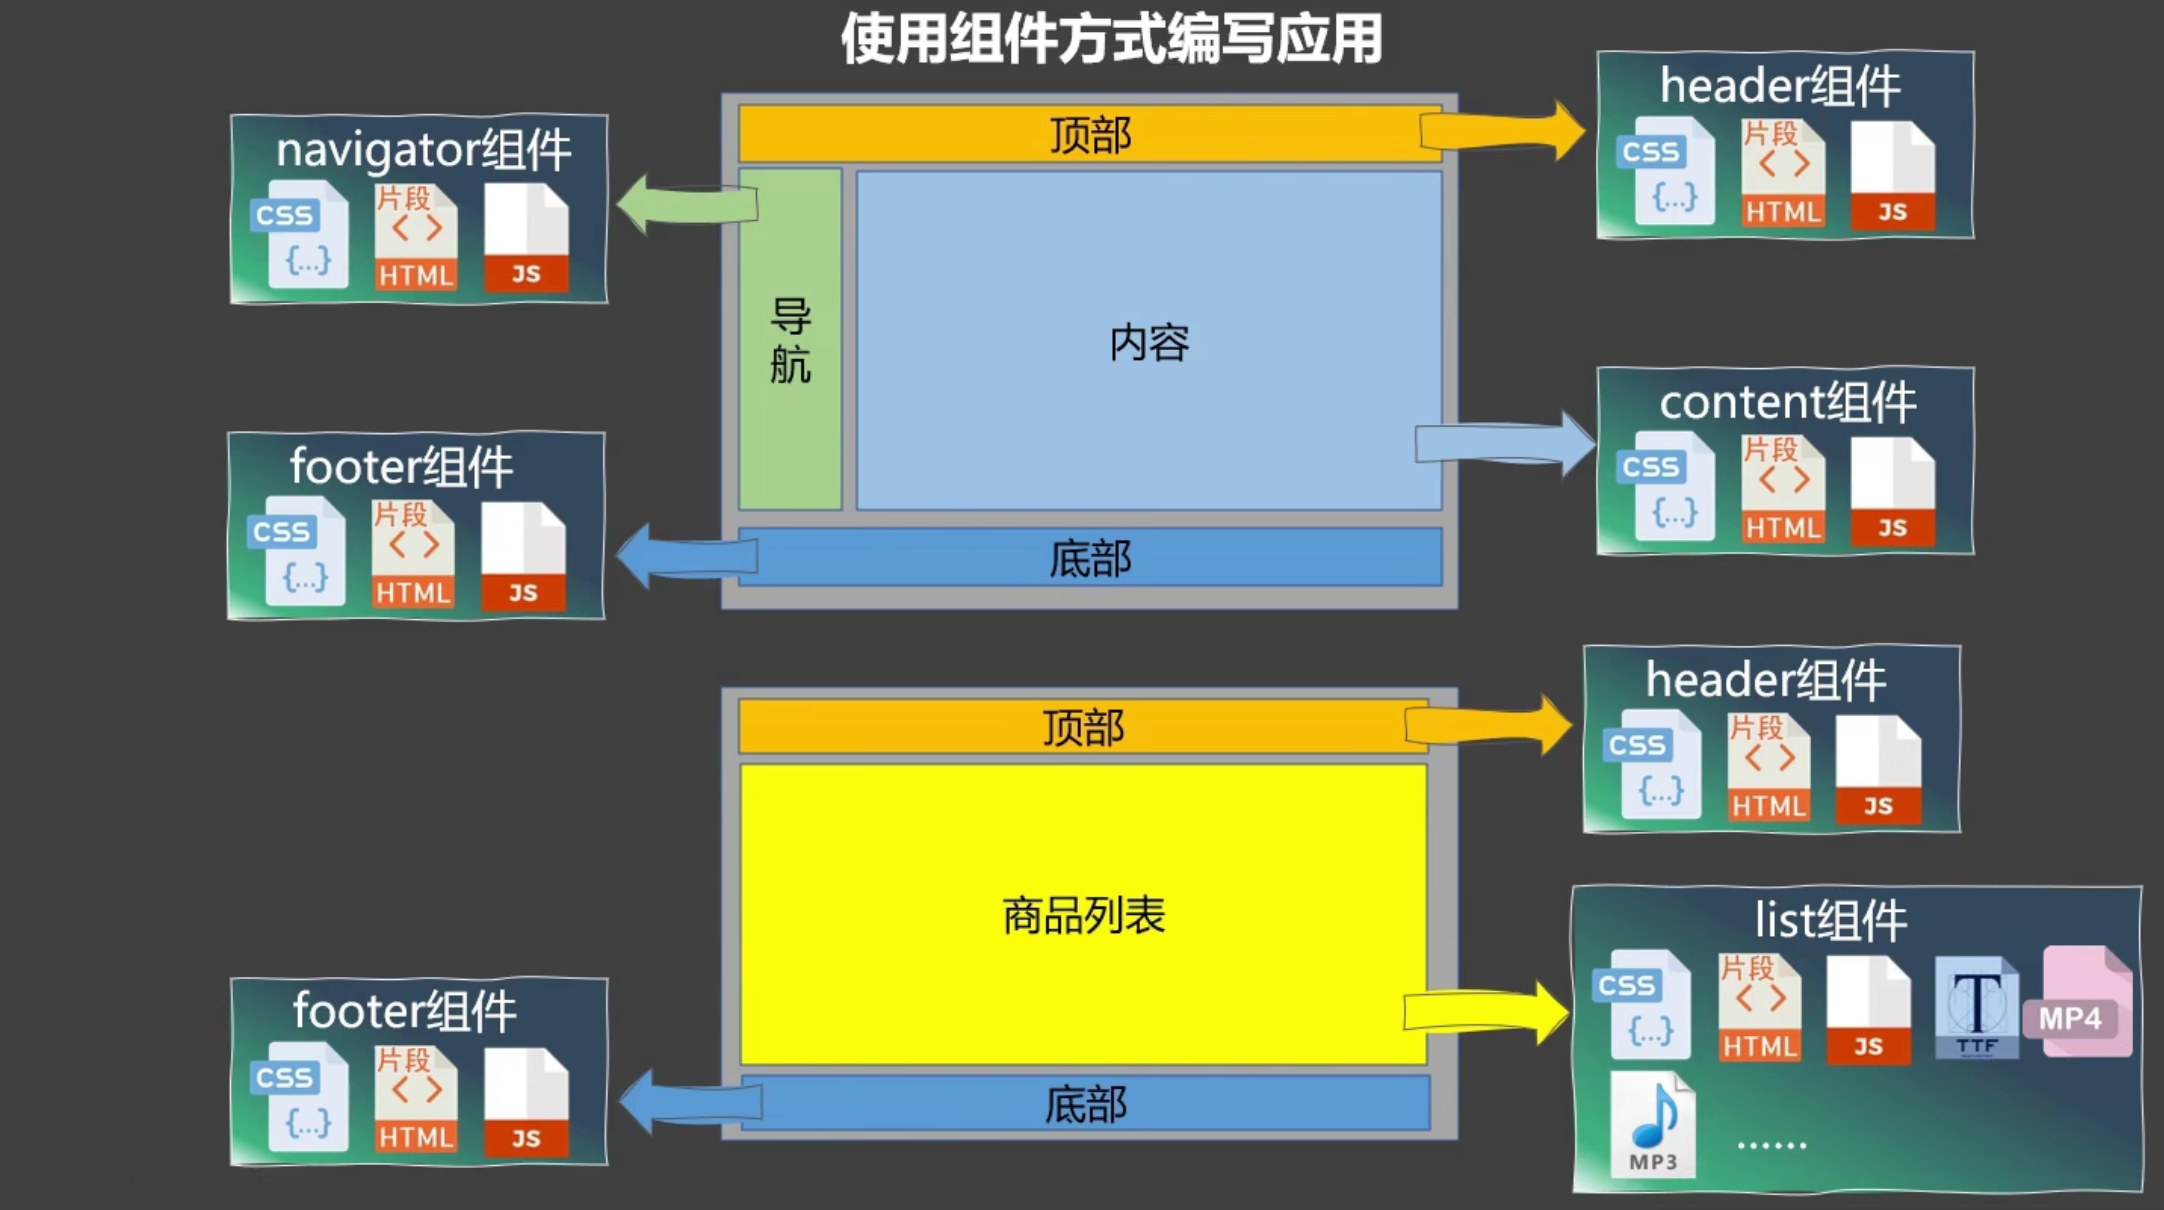 使用组件方式编写应用
navigator组件
CSS
{...}
片段
< >
HTML
JS
顶部
header组件
CSS
{...}
片段
< >
HTML
JS
导
航
内容
footer组件
CSS
{...}
片段
< >
HTML
JS
content组件
CSS
{...}
片段
< >
HTML
JS
底部
顶部
header组件
CSS
{...}
片段
< >
HTML
JS
商品列表
list组件
CSS
{...}
片段
< >
HTML
JS
T
TTF
MP4
MP3
......
footer组件
CSS
{...}
片段
< >
HTML
JS
底部